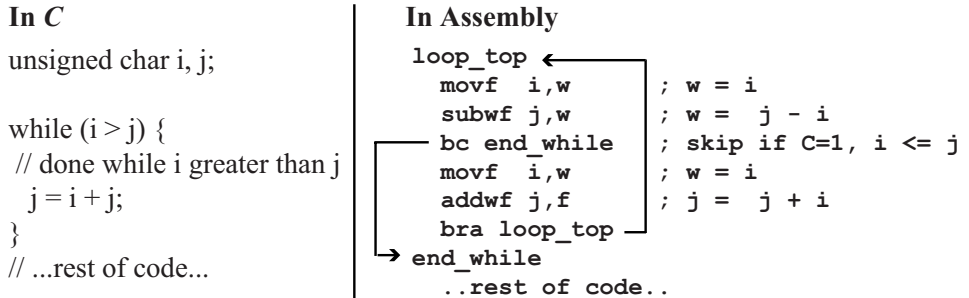 In C
unsigned char i, j;
while (i > j) {
// done while i greater than j
j = i + j;
}
// ...rest of code...
In Assembly
loop_top
movf i,w ; w = i
subwf j,w ; w = j - i
bc end_while ; skip if C=1, i <= j
movf i,w ; w = i
addwf j,f ; j = j + i
bra loop_top
end_while
..rest of code..